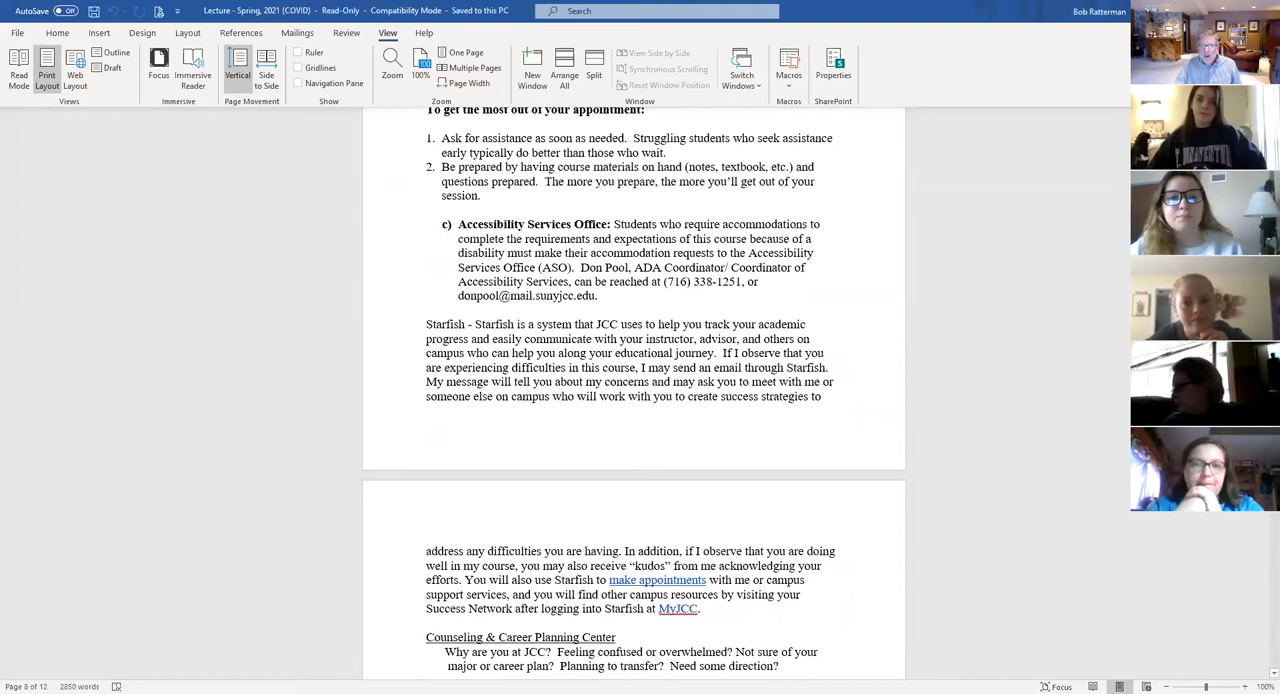 AutoSave Off Lecture - Spring, 2021 (COVID) - Read-Only - Compatibility Mode - Saved to this PC Search Bob Ratterman
File Home Insert Design Layout References Mailings Review View Help
Read Mode
Print Layout
Web Layout
Outline
Draft
Views
Focus
Immersive Reader
Immersive
Vertical
Side to Side
Page Movement
Ruler
Gridlines
Navigation Pane
Show
Zoom
100
100%
One Page
Multiple Pages
Page Width
Zoom
New Window
Arrange All
Split
View Side by Side
Synchronous Scrolling
Reset Window Position
Switch Windows
Window
Macros
Macros
Properties
SharePoint
To get the most out of your appointment:
1. Ask for assistance as soon as needed. Struggling students who seek assistance
early typically do better than those who wait.
2. Be prepared by having course materials on hand (notes, textbook, etc.) and
questions prepared. The more you prepare, the more you'll get out of your
session.
c) Accessibility Services Office: Students who require accommodations to
complete the requirements and expectations of this course because of a
disability must make their accommodation requests to the Accessibility
Services Office (ASO). Don Pool, ADA Coordinator/ Coordinator of
Accessibility Services, can be reached at (716) 338-1251, or
donpool@mail.sunyjcc.edu.
Starfish - Starfish is a system that JCC uses to help you track your academic
progress and easily communicate with your instructor, advisor, and others on
campus who can help you along your educational journey. If I observe that you
are experiencing difficulties in this course, I may send an email through Starfish.
My message will tell you about my concerns and may ask you to meet with me or
someone else on campus who will work with you to create success strategies to
address any difficulties you are having. In addition, if I observe that you are doing
well in my course, you may also receive “kudos” from me acknowledging your
efforts. You will also use Starfish to make appointments with me or campus
support services, and you will find other campus resources by visiting your
Success Network after logging into Starfish at MyJCC.
Counseling & Career Planning Center
Why are you at JCC? Feeling confused or overwhelmed? Not sure of your
major or career plan? Planning to transfer? Need some direction?
Page 8 of 12 2850 words Focus 100%